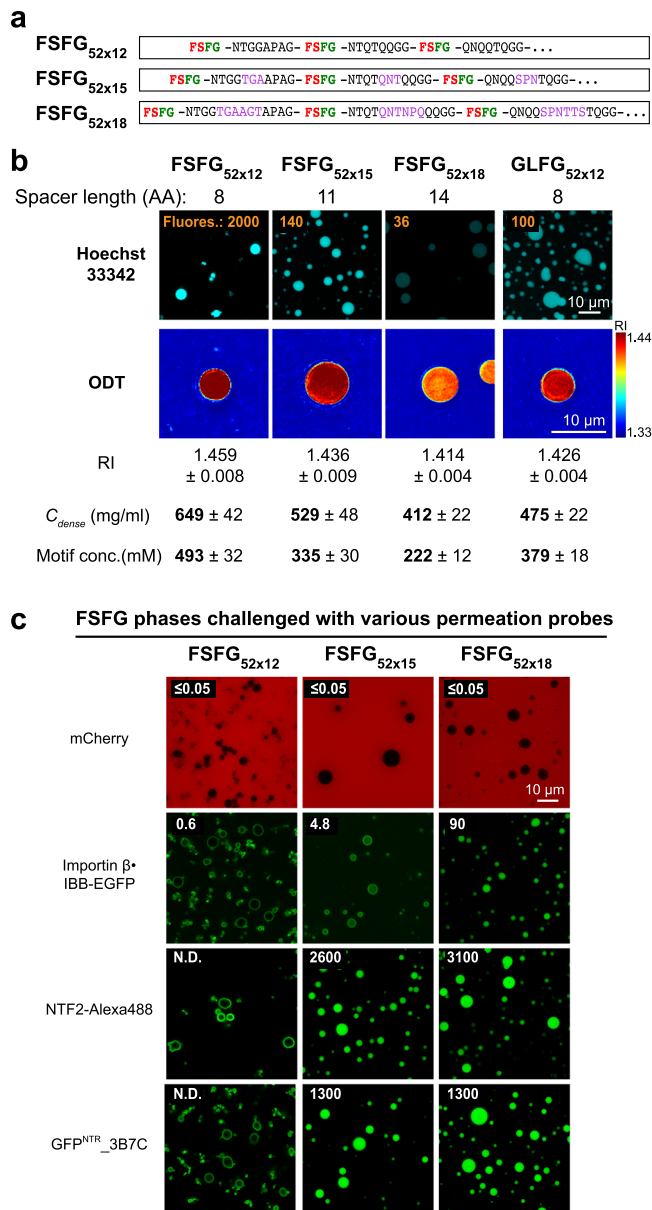 a
FSFG52x12 FSFG-NTGGAPAG-FSFG-NTQTQQGG-FSFG-QNQQTQGG-...
FSFG52x15 FSFG-NTGGTGAAPAG-FSFG-NTQTQNTQQGG-FSFG-QNQQSPNTQGG-...
FSFG52x18 FSFG-NTGGTGAAGTAPAG-FSFG-NTQTQNTNPQQQGG-FSFG-QNQQSPNTTSTQGG-...
b
FSFG52x12 FSFG52x15 FSFG52x18 GLFG52x12
Spacer length (AA): 8 11 14 8
Hoechst 33342
Fluores.: 2000 140 36 100
10 µm
ODT
RI
1.44
1.33
10 µm
RI 1.459 ± 0.008 1.436 ± 0.009 1.414 ± 0.004 1.426 ± 0.004
Cdense (mg/ml) 649 ± 42 529 ± 48 412 ± 22 475 ± 22
Motif conc.(mM) 493 ± 32 335 ± 30 222 ± 12 379 ± 18
c
FSFG phases challenged with various permeation probes
FSFG52x12 FSFG52x15 FSFG52x18
mCherry ≤0.05 ≤0.05 ≤0.05
10 µm
Importin β• IBB-EGFP 0.6 4.8 90
NTF2-Alexa488 N.D. 2600 3100
GFPNTR_3B7C N.D. 1300 1300